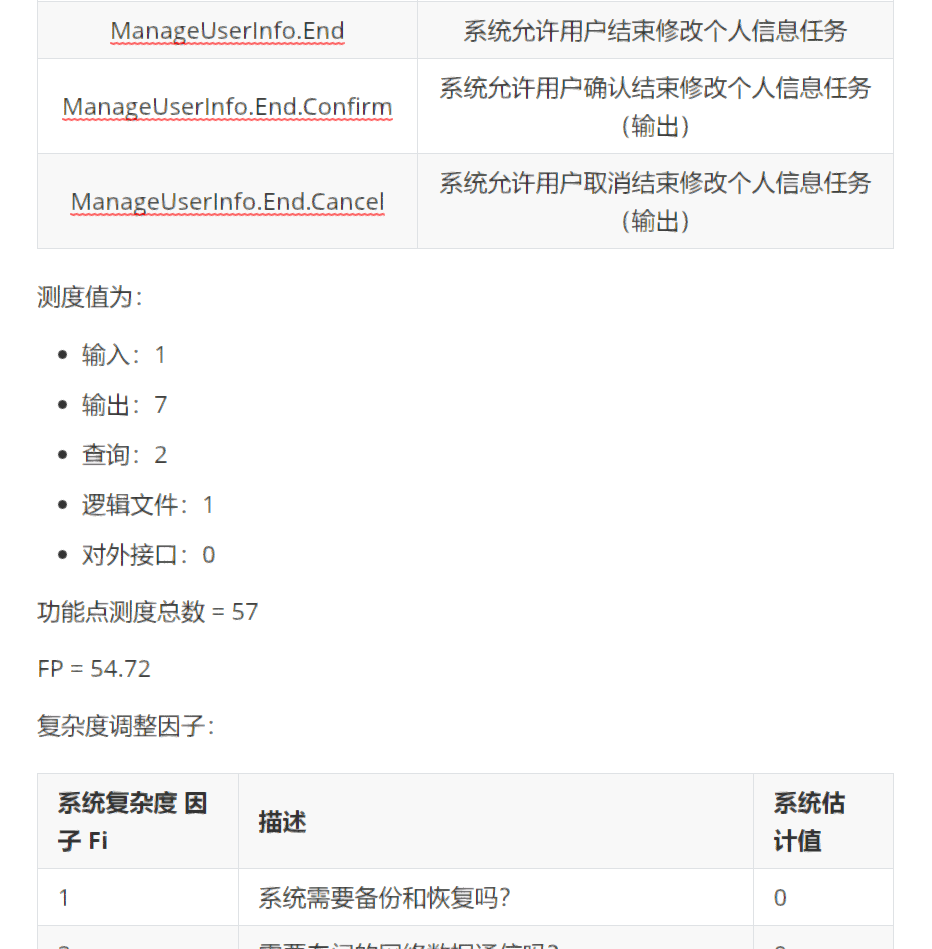 ManageUserInfo.End
系统允许用户结束修改个人信息任务
ManageUserInfo.End.Confirm
系统允许用户确认结束修改个人信息任务
（输出）
ManageUserInfo.End.Cancel
系统允许用户取消结束修改个人信息任务
（输出）
测度值为：
输入：1
输出：7
查询：2
逻辑文件：1
对外接口：0
功能点测度总数 = 57
FP = 54.72
复杂度调整因子：
系统复杂度 因
子 Fi
描述
系统估
计值
1
系统需要备份和恢复吗？
0